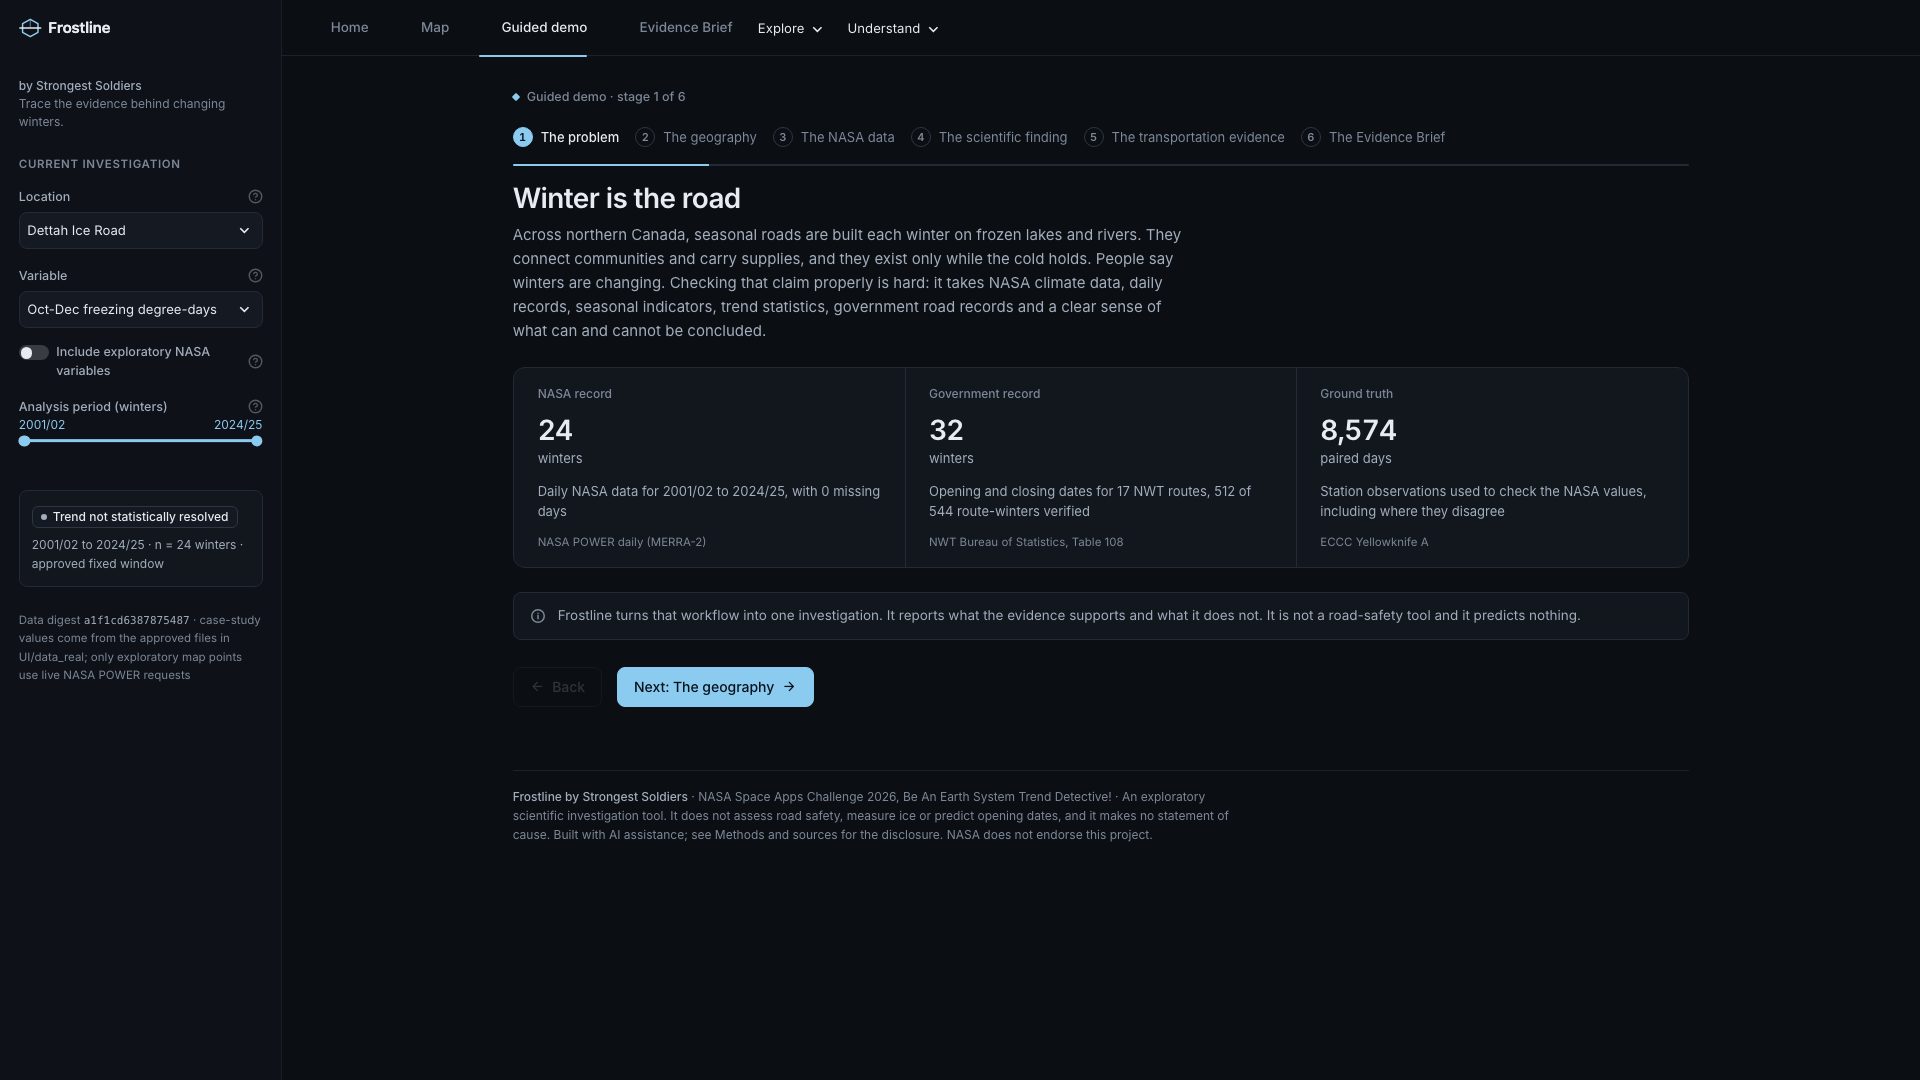 Frostline
by Strongest Soldiers
Trace the evidence behind changing
winters.
CURRENT INVESTIGATION
Location
Dettah Ice Road
Variable
Oct-Dec freezing degree-days
Include exploratory NASA
variables
Analysis period (winters)
2001/02 2024/25
Trend not statistically resolved
2001/02 to 2024/25 · n = 24 winters ·
approved fixed window
Data digest a1f1cd6387875487 · case-study
values come from the approved files in
UI/data_real; only exploratory map points
use live NASA POWER requests
Home Map Guided demo Evidence Brief Explore Understand
Guided demo · stage 1 of 6
1 The problem 2 The geography 3 The NASA data 4 The scientific finding 5 The transportation evidence 6 The Evidence Brief
Winter is the road
Across northern Canada, seasonal roads are built each winter on frozen lakes and rivers. They
connect communities and carry supplies, and they exist only while the cold holds. People say
winters are changing. Checking that claim properly is hard: it takes NASA climate data, daily
records, seasonal indicators, trend statistics, government road records and a clear sense of
what can and cannot be concluded.
NASA record
24
winters
Daily NASA data for 2001/02 to 2024/25, with 0 missing
days
NASA POWER daily (MERRA-2)
Government record
32
winters
Opening and closing dates for 17 NWT routes, 512 of
544 route-winters verified
NWT Bureau of Statistics, Table 108
Ground truth
8,574
paired days
Station observations used to check the NASA values,
including where they disagree
ECCC Yellowknife A
Frostline turns that workflow into one investigation. It reports what the evidence supports and what it does not. It is not a road-safety tool and it predicts nothing.
← Back
Next: The geography →
Frostline by Strongest Soldiers · NASA Space Apps Challenge 2026, Be An Earth System Trend Detective! · An exploratory
scientific investigation tool. It does not assess road safety, measure ice or predict opening dates, and it makes no statement of
cause. Built with AI assistance; see Methods and sources for the disclosure. NASA does not endorse this project.